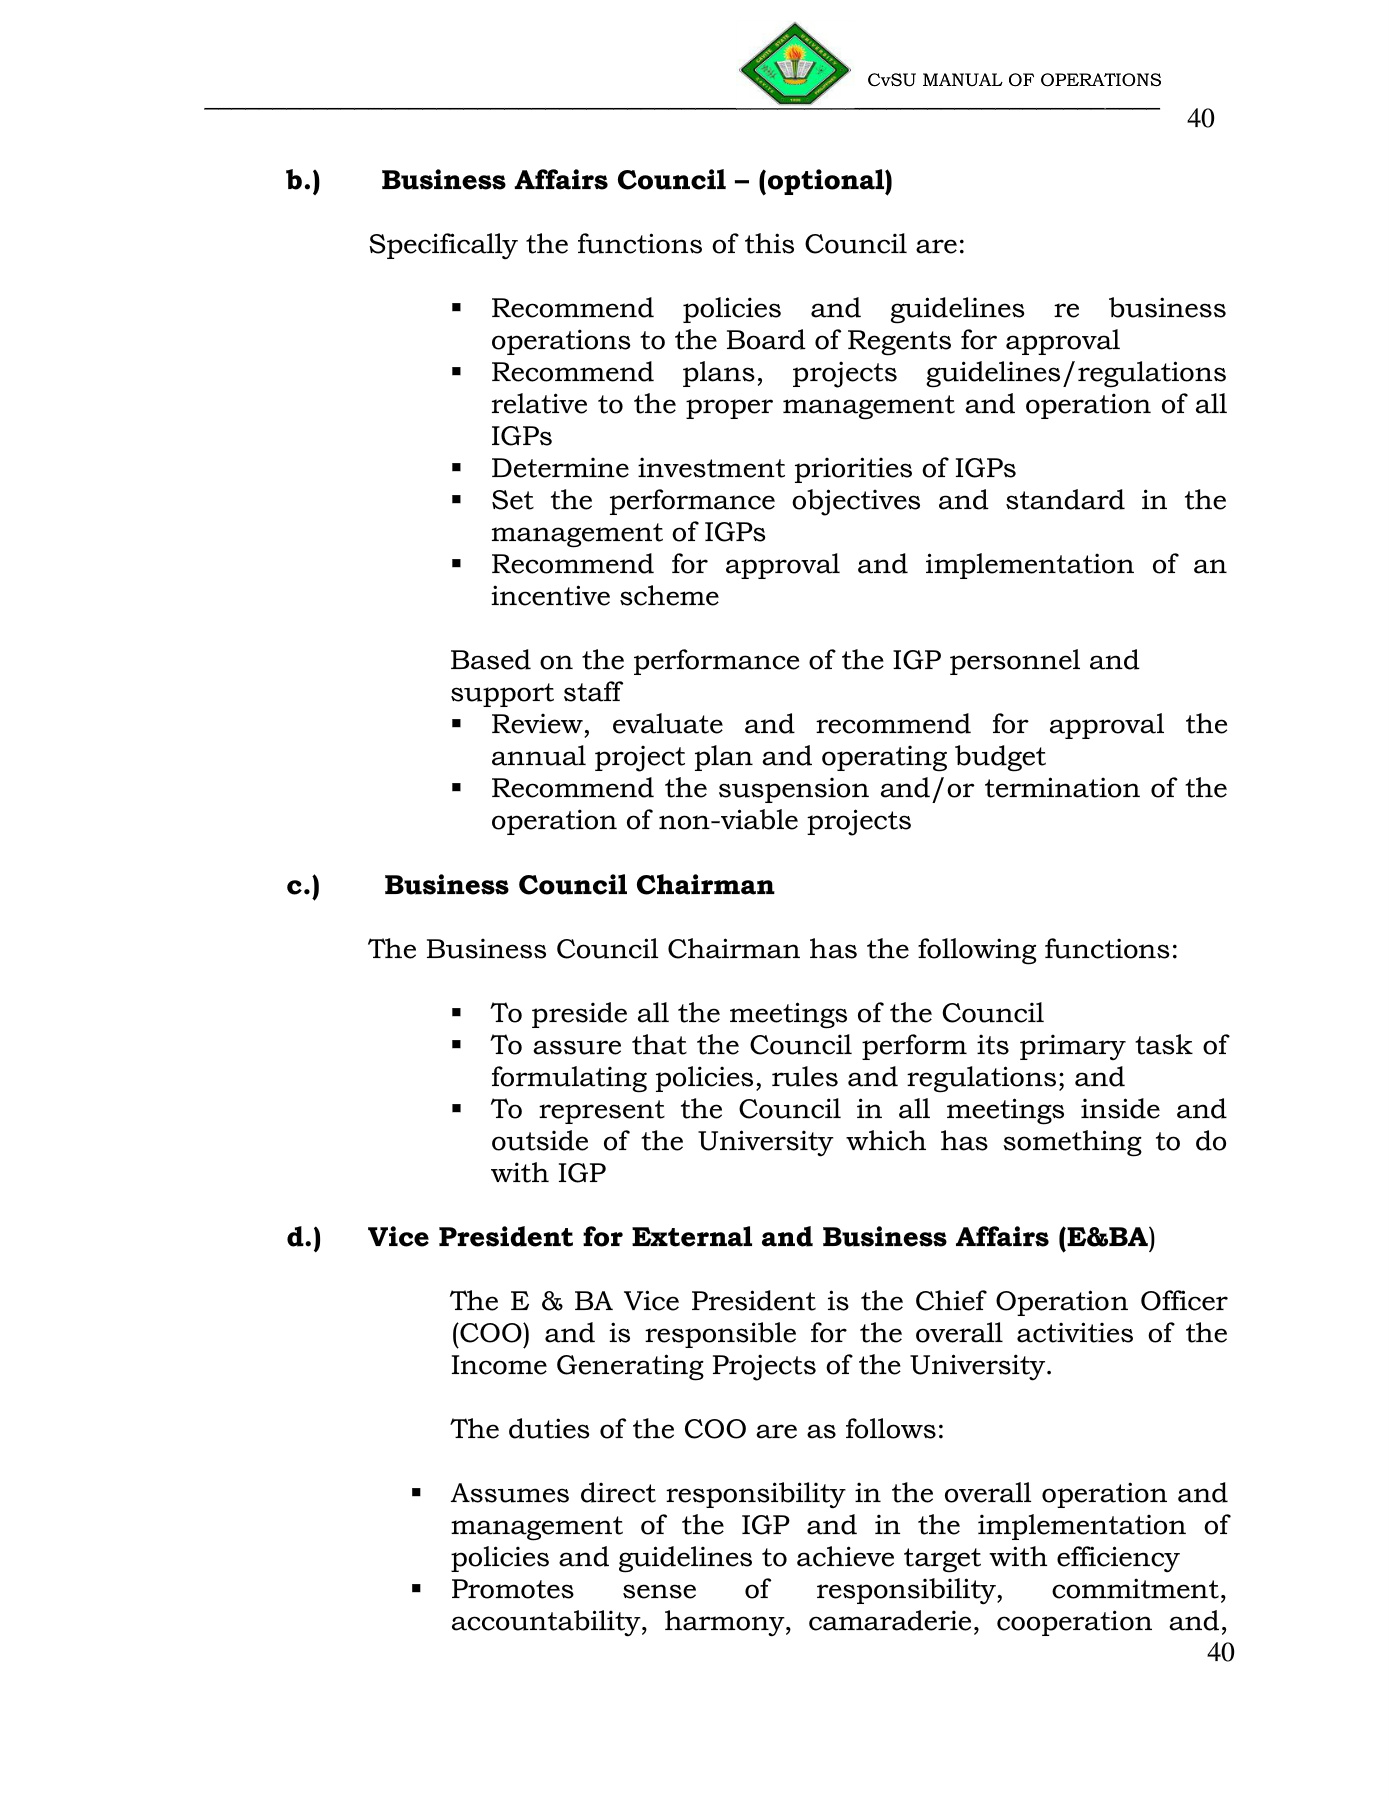 CvSU MANUAL OF OPERATIONS
40
b.) Business Affairs Council – (optional)
Specifically the functions of this Council are:
▪ Recommend policies and guidelines re business
operations to the Board of Regents for approval
▪ Recommend plans, projects guidelines/regulations
relative to the proper management and operation of all
IGPs
▪ Determine investment priorities of IGPs
▪ Set the performance objectives and standard in the
management of IGPs
▪ Recommend for approval and implementation of an
incentive scheme
Based on the performance of the IGP personnel and
support staff
▪ Review, evaluate and recommend for approval the
annual project plan and operating budget
▪ Recommend the suspension and/or termination of the
operation of non-viable projects
c.) Business Council Chairman
The Business Council Chairman has the following functions:
▪ To preside all the meetings of the Council
▪ To assure that the Council perform its primary task of
formulating policies, rules and regulations; and
▪ To represent the Council in all meetings inside and
outside of the University which has something to do
with IGP
d.) Vice President for External and Business Affairs (E&BA)
The E & BA Vice President is the Chief Operation Officer
(COO) and is responsible for the overall activities of the
Income Generating Projects of the University.
The duties of the COO are as follows:
▪ Assumes direct responsibility in the overall operation and
management of the IGP and in the implementation of
policies and guidelines to achieve target with efficiency
▪ Promotes sense of responsibility, commitment,
accountability, harmony, camaraderie, cooperation and,
40